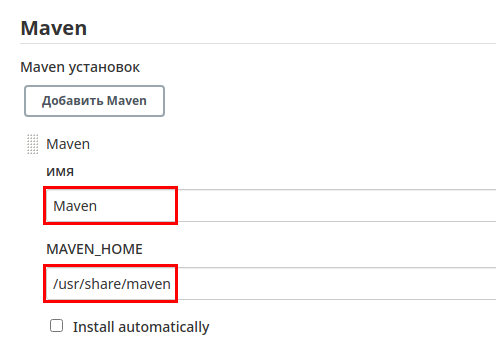 Maven
Maven установок
Добавить Maven
Maven
имя
Maven
MAVEN_HOME
/usr/share/maven
Install automatically